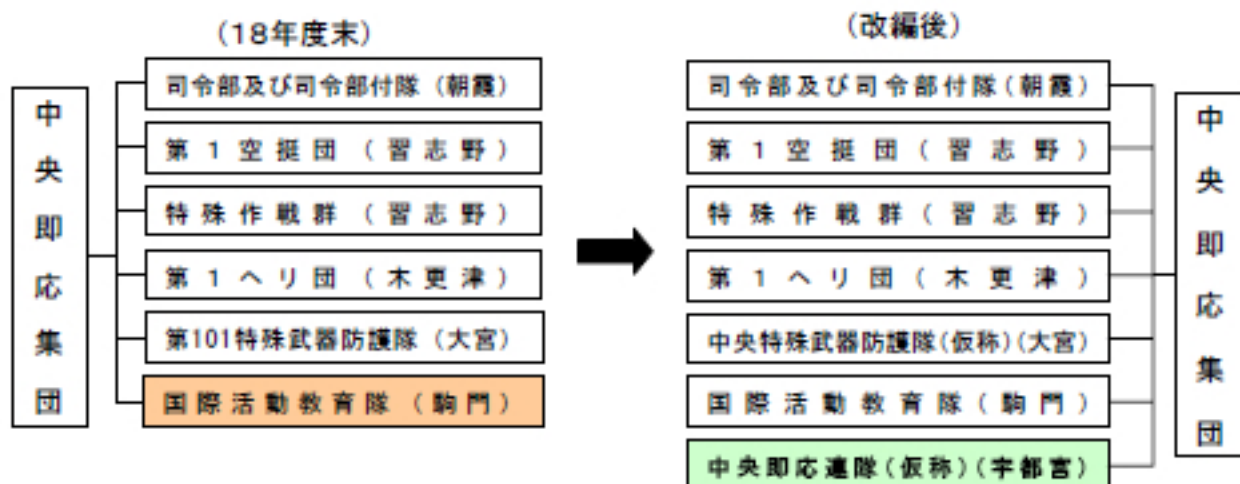 (18年度末)
中央即応集団
司令部及び司令部付隊(朝霞)
第1空挺団(習志野)
特殊作戦群(習志野)
第1ヘリ団(木更津)
第101特殊武器防護隊(大宮)
国際活動教育隊(駒門)
(改編後)
司令部及び司令部付隊(朝霞)
第1空挺団(習志野)
特殊作戦群(習志野)
第1ヘリ団(木更津)
中央特殊武器防護隊(仮称)(大宮)
国際活動教育隊(駒門)
中央即応連隊(仮称)(宇都宮)
中央即応集団